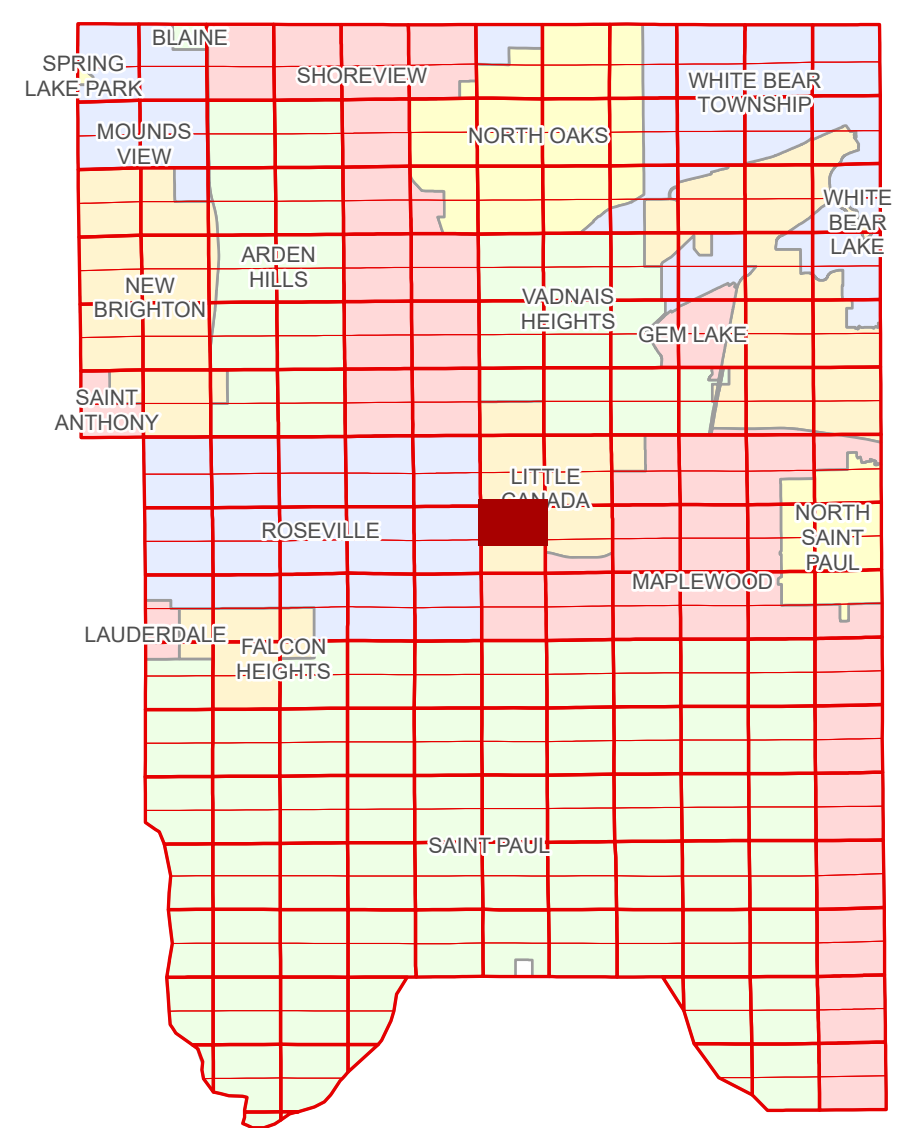 BLAINE
SPRING
LAKE PARK
SHOREVIEW
WHITE BEAR
TOWNSHIP
MOUNDS
VIEW
NORTH OAKS
WHITE
BEAR
LAKE
ARDEN
HILLS
NEW
BRIGHTON
VADNAIS
HEIGHTS
GEM LAKE
SAINT
ANTHONY
LITTLE
CANADA
ROSEVILLE
NORTH
SAINT
PAUL
MAPLEWOOD
LAUDERDALE
FALCON
HEIGHTS
SAINT PAUL